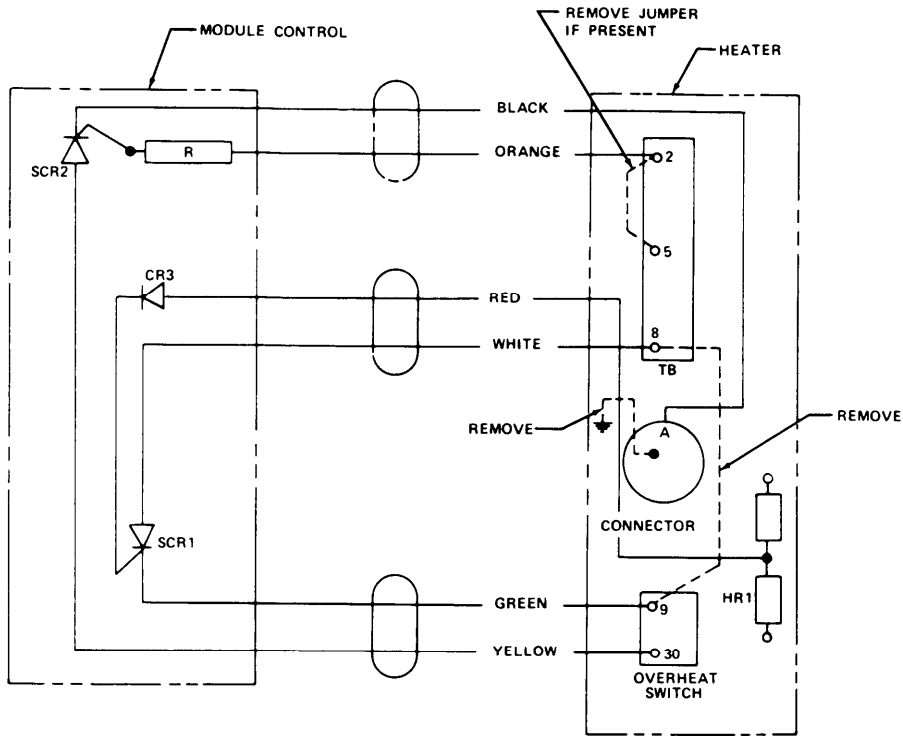 REMOVE JUMPER
IF PRESENT
MODULE CONTROL
HEATER
BLACK
ORANGE
R
2
SCR2
5
CR3
RED
WHITE
8
TB
A
REMOVE
REMOVE
CONNECTOR
SCR1
GREEN
9
HR1
YELLOW
30
OVERHEAT
SWITCH